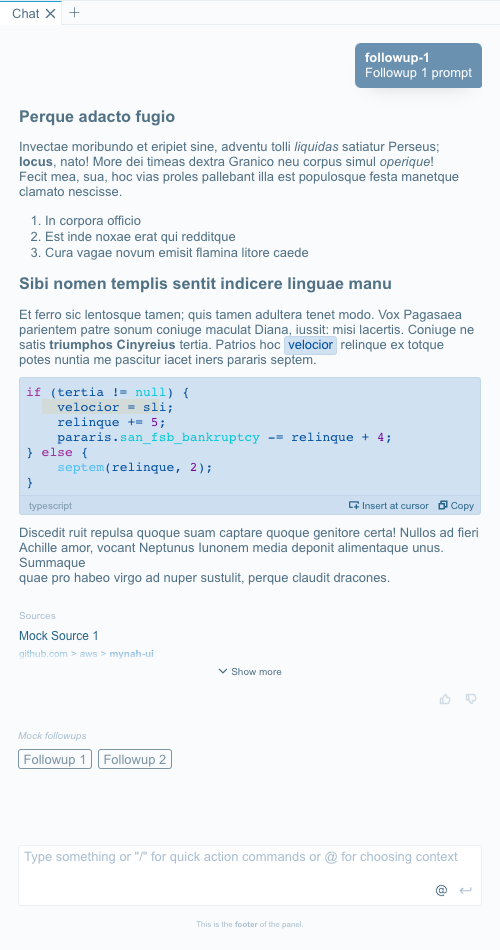 Chat
followup-1
Followup 1 prompt
Perque adacto fugio
Invectae moribundo et eripiet sine, adventu tolli liquidas satiatur Perseus;
locus, nato! More dei timeas dextra Granico neu corpus simul operique!
Fecit mea, sua, hoc vias proles pallebant illa est populosque festa manetque
clamato nescisse.
1. In corpora officio
2. Est inde noxae erat qui redditque
3. Cura vagae novum emisit flamina litore caede
Sibi nomen templis sentit indicere linguae manu
Et ferro sic lentosque tamen; quis tamen adultera tenet modo. Vox Pagasaea
parientem patre sonum coniuge maculat Diana, iussit: misi lacertis. Coniuge ne
satis triumphos Cinyreius tertia. Patrios hoc velocior relinque ex totque
potes nuntia me pascitur iacet iners pararis septem.
if (tertia != null) {
velocior = sli;
relinque += 5;
pararis.san_fsb_bankruptcy -= relinque + 4;
} else {
septem(relinque, 2);
}
typescript Insert at cursor Copy
Discedit ruit repulsa quoque suam captare quoque genitore certa! Nullos ad fieri
Achille amor, vocant Neptunus Iunonem media deponit alimentaque unus.
Summaque
quae pro habeo virgo ad nuper sustulit, perque claudit dracones.
Sources
Mock Source 1
github.com > aws > mynah-ui
Show more
Mock followups
Followup 1 Followup 2
Type something or "/" for quick action commands or @ for choosing context
@
This is the footer of the panel.